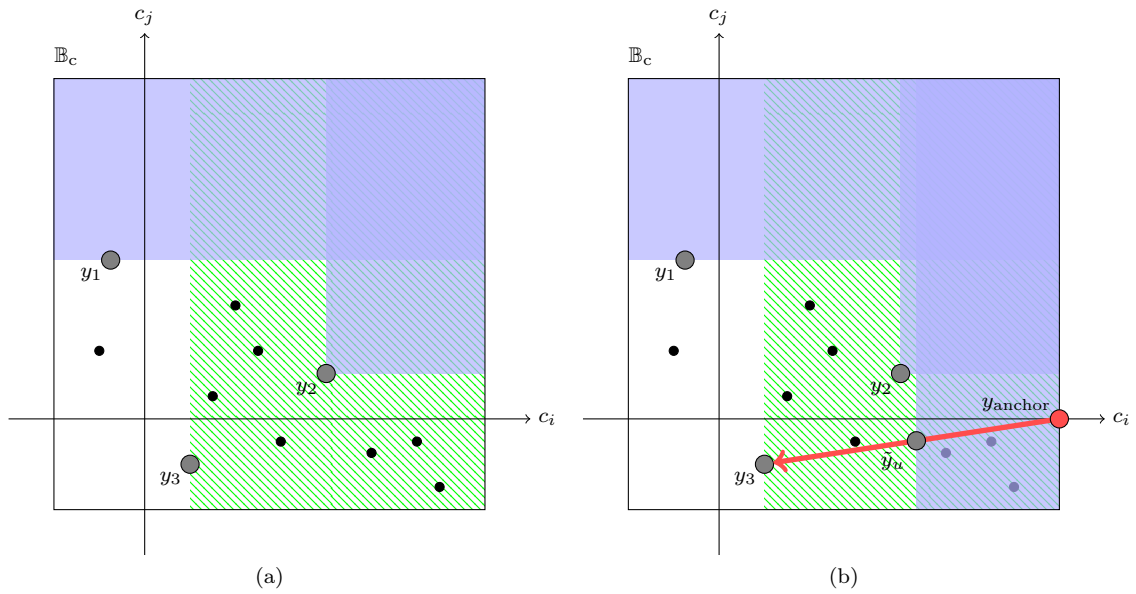 c_j
𝔹_c
y_1
y_2
y_3
c_i
(a)
c_j
𝔹_c
y_1
y_2
y_anchor
c_i
ỹ_u
y_3
(b)